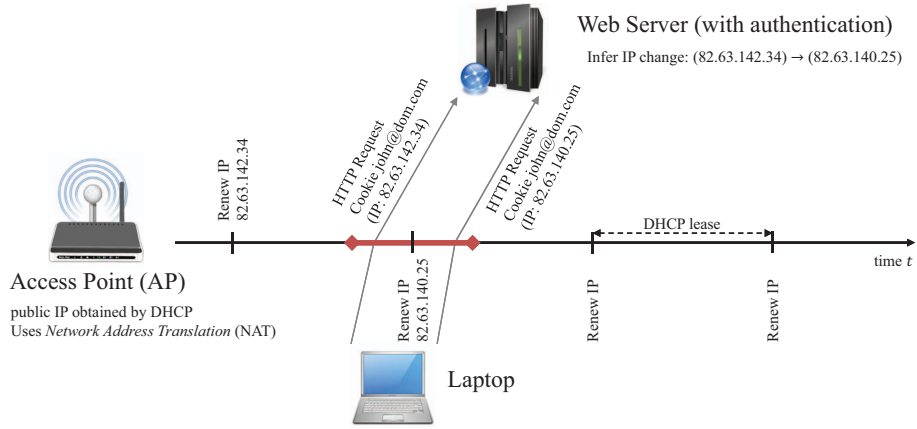 Web Server (with authentication)
Infer IP change: (82.63.142.34) → (82.63.140.25)
HTTP Request
Cookie john@dom.com
(IP: 82.63.142.34)
HTTP Request
Cookie john@dom.com
(IP: 82.63.140.25)
Renew IP
82.63.142.34
DHCP lease
time t
Access Point (AP)
public IP obtained by DHCP
Uses Network Address Translation (NAT)
Renew IP
82.63.140.25
Renew IP
Renew IP
Laptop